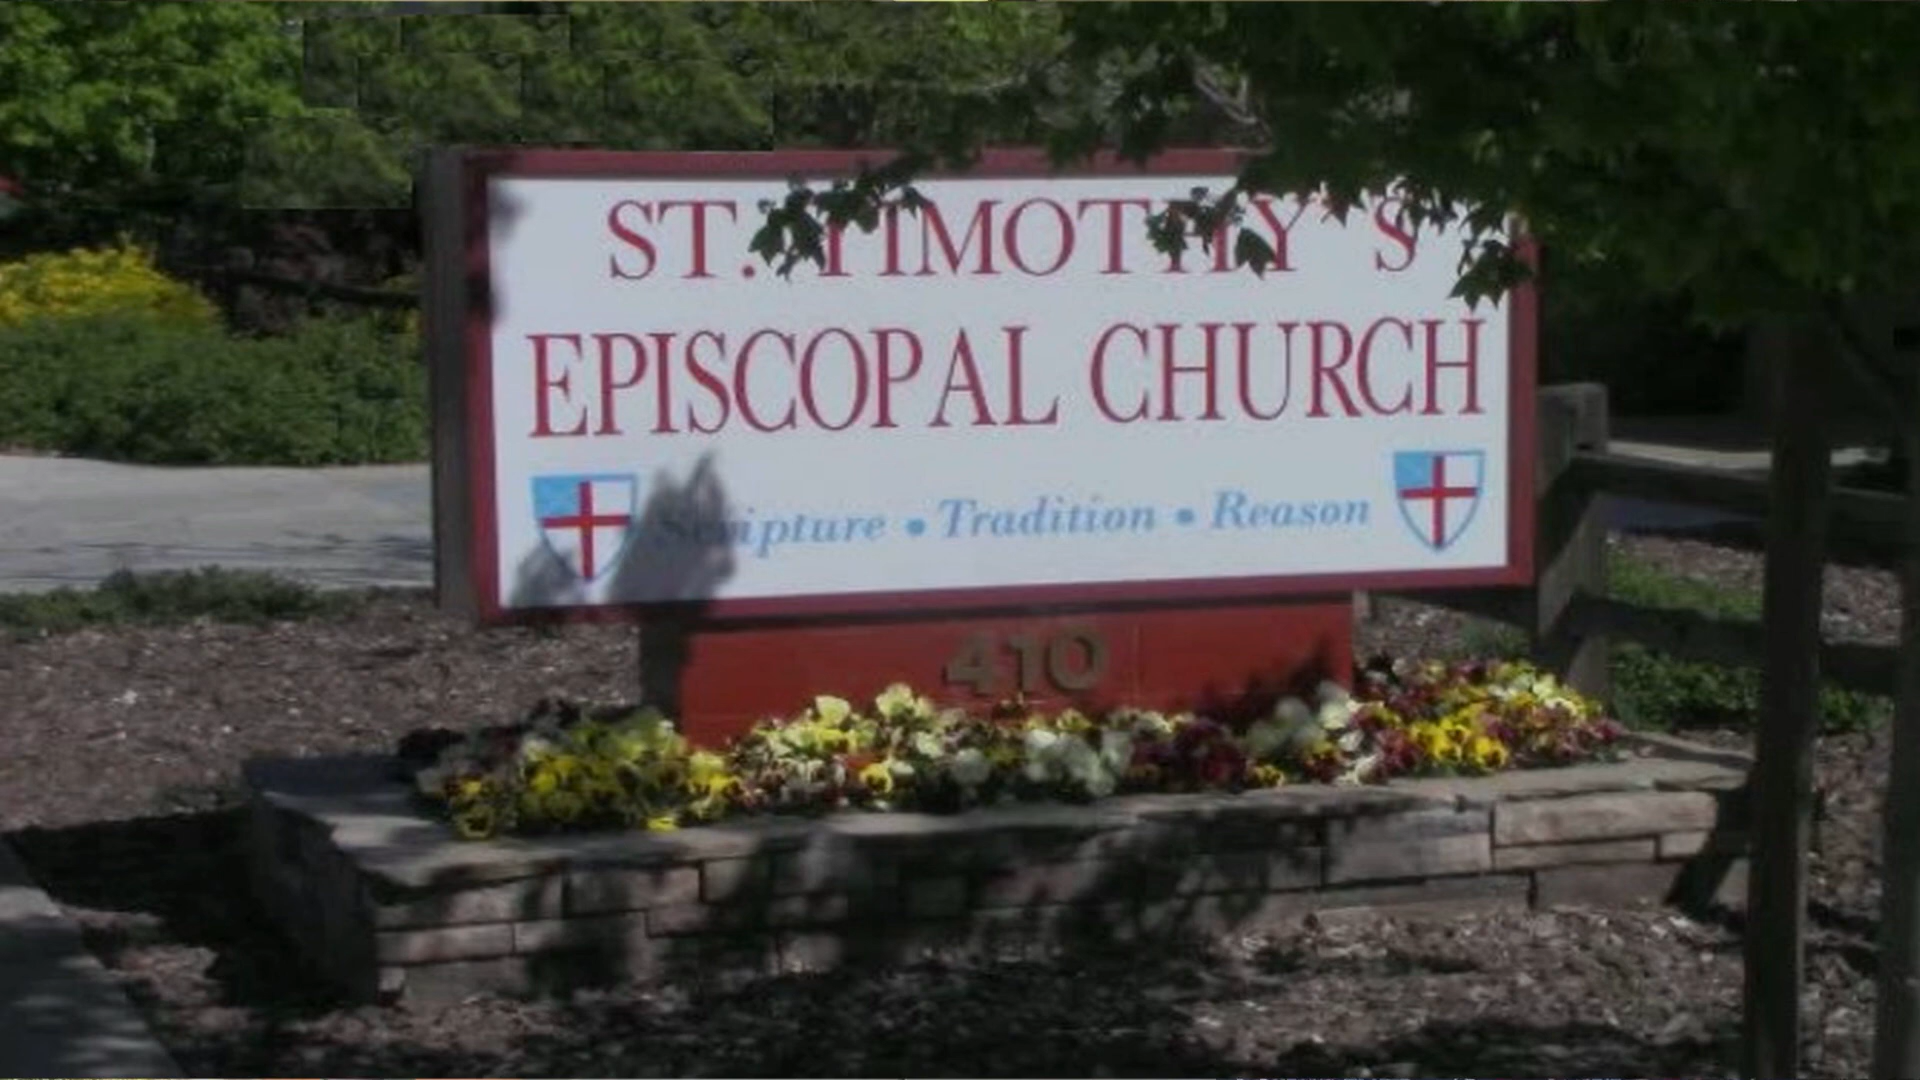 ST. TIMOTHY'S
EPISCOPAL CHURCH
Scripture • Tradition • Reason
410